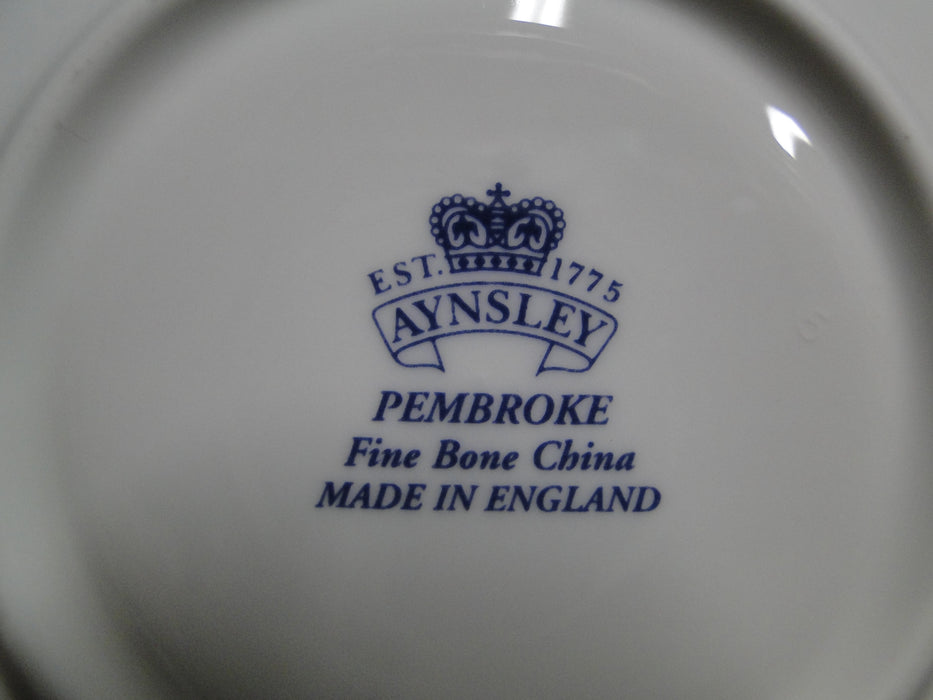 EST. 1775
AYNSLEY
PEMBROKE
Fine Bone China
MADE IN ENGLAND